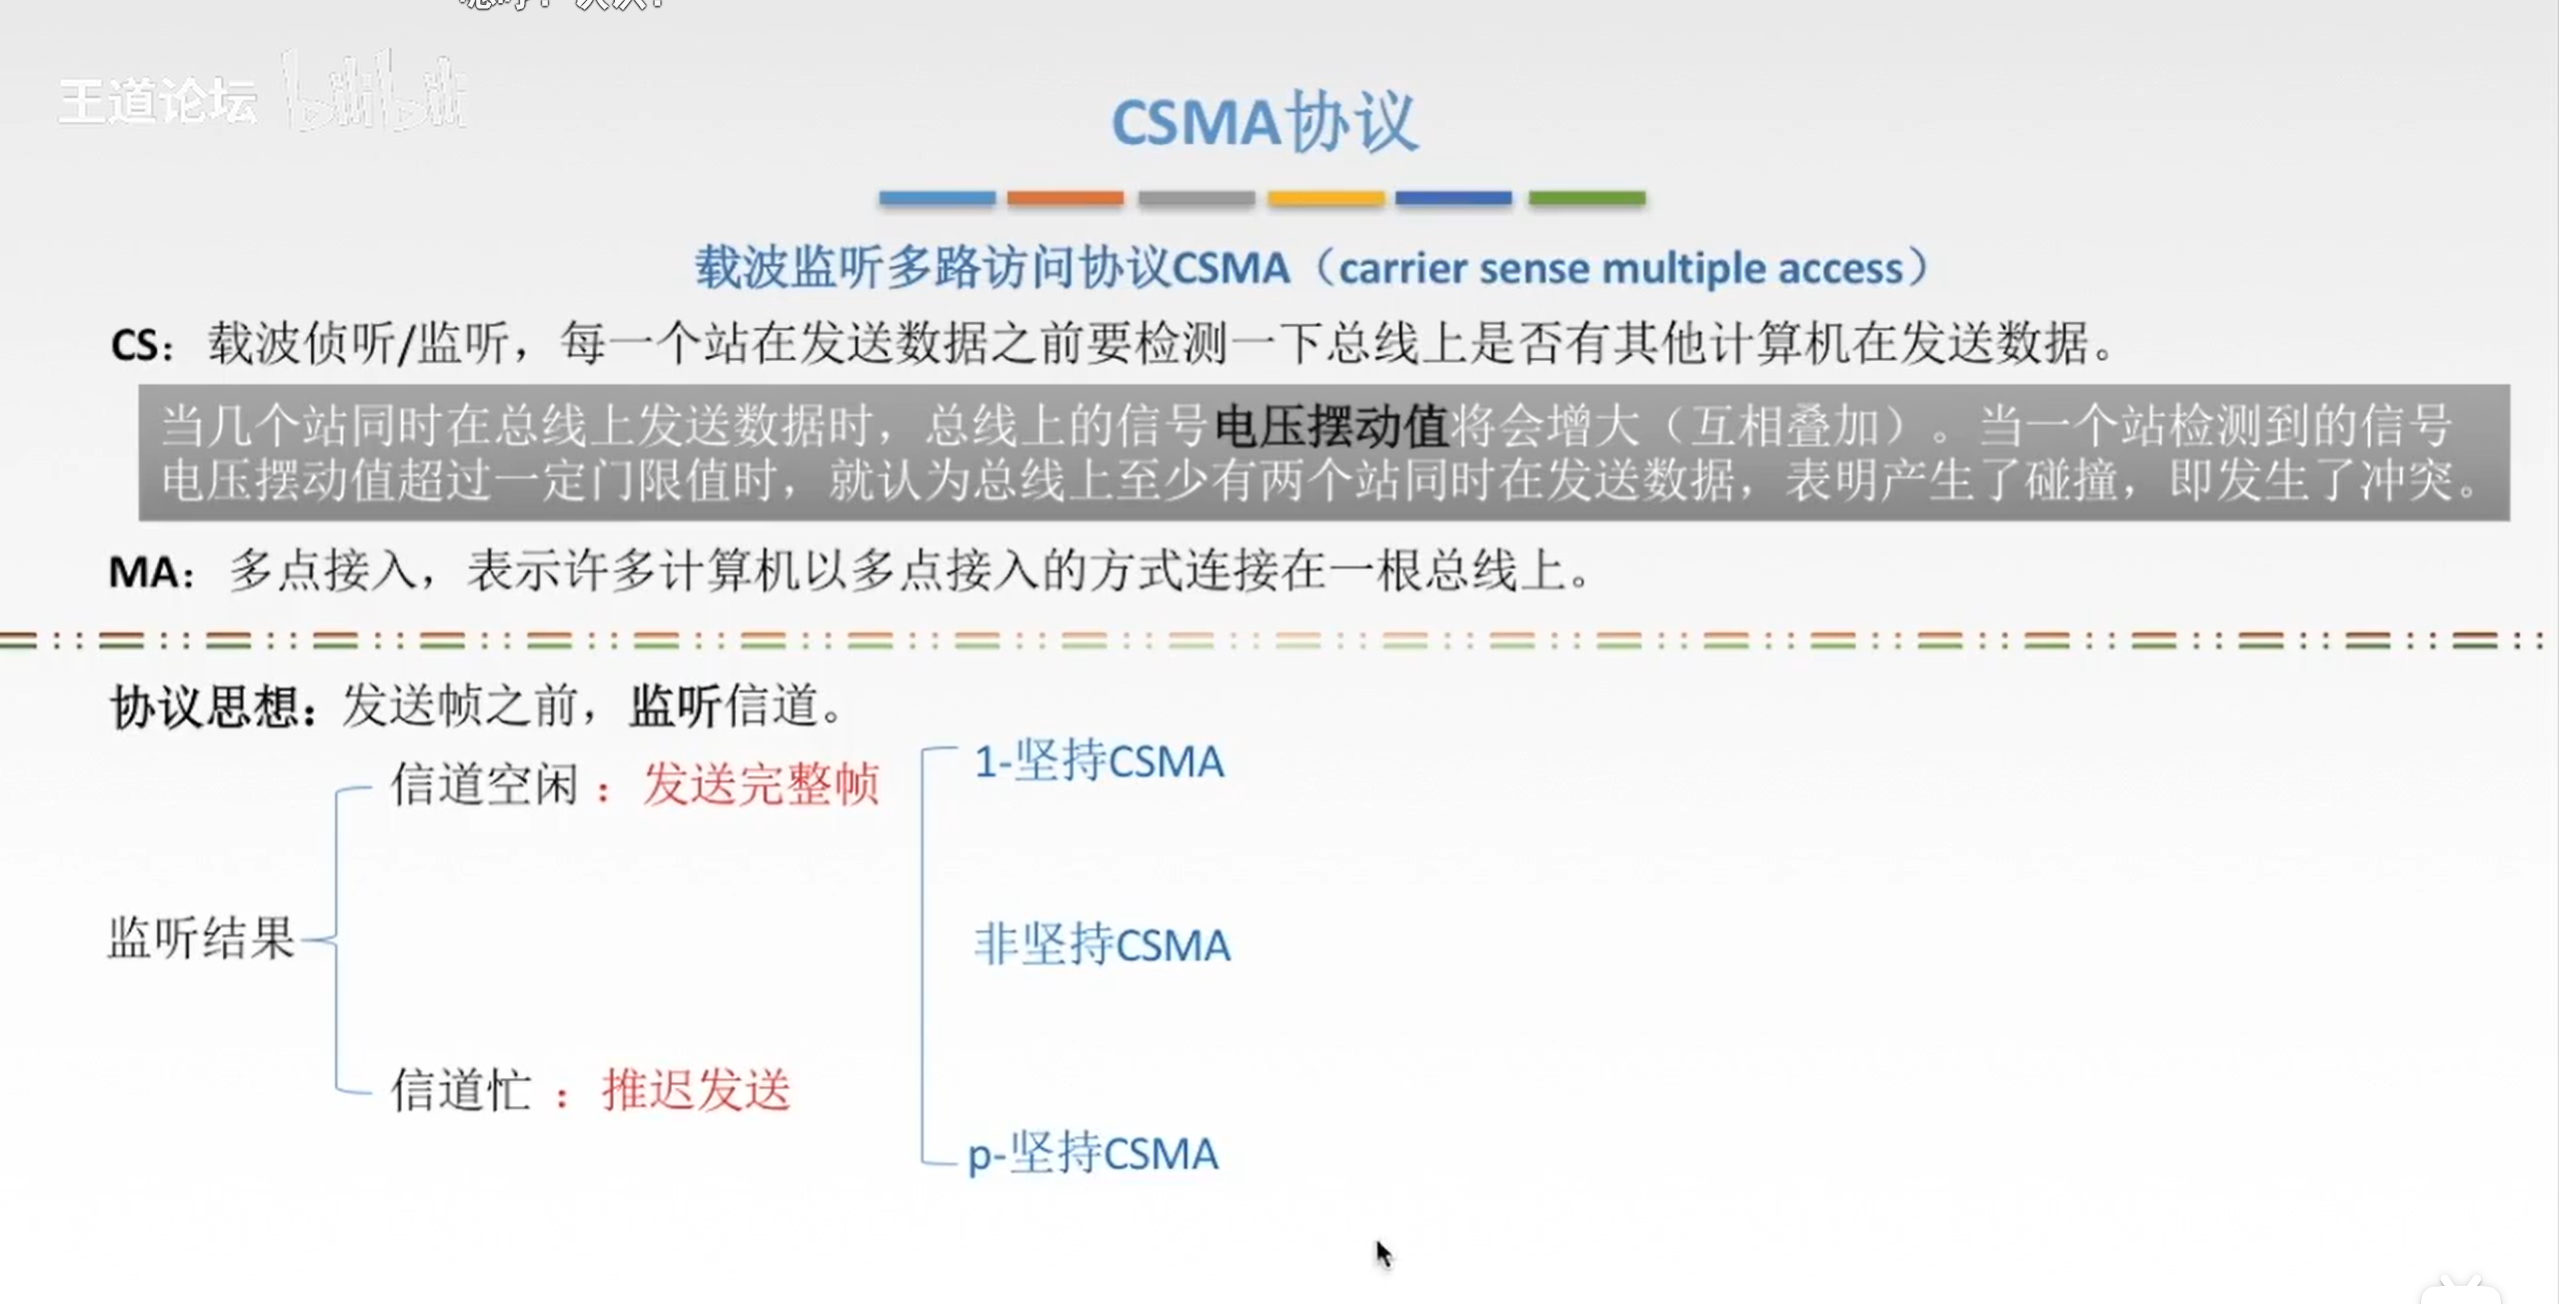 王道论坛 bilibili
CSMA协议
载波监听多路访问协议CSMA（carrier sense multiple access）
CS：载波侦听/监听，每一个站在发送数据之前要检测一下总线上是否有其他计算机在发送数据。
当几个站同时在总线上发送数据时，总线上的信号电压摆动值将会增大（互相叠加）。当一个站检测到的信号
电压摆动值超过一定门限值时，就认为总线上至少有两个站同时在发送数据，表明产生了碰撞，即发生了冲突。
MA：多点接入，表示许多计算机以多点接入的方式连接在一根总线上。
协议思想：发送帧之前，监听信道。
监听结果
信道空闲：发送完整帧
信道忙：推迟发送
1-坚持CSMA
非坚持CSMA
p-坚持CSMA